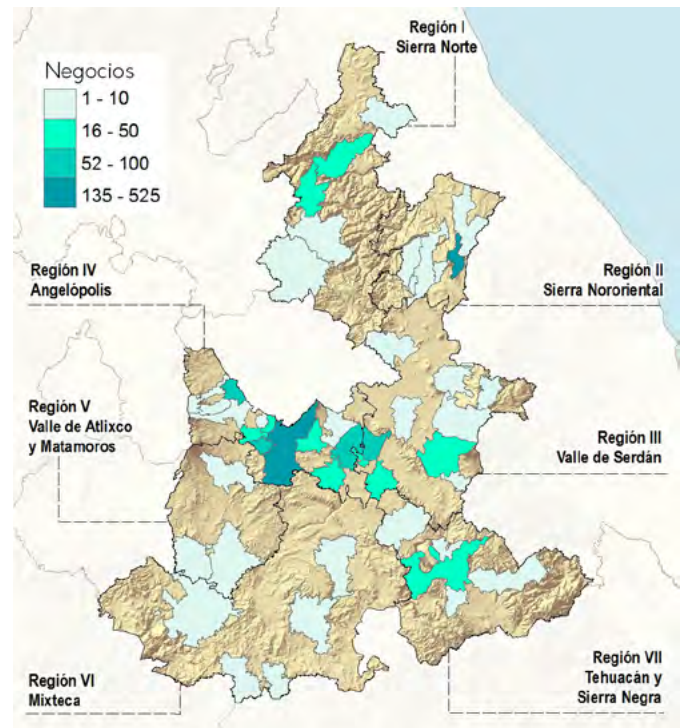 Región I
Sierra Norte
Negocios
1 - 10
16 - 50
52 - 100
135 - 525
Región IV
Angelópolis
Región II
Sierra Nororiental
Región V
Valle de Atlixco
y Matamoros
Región III
Valle de Serdán
Región VI
Mixteca
Región VII
Tehuacán y
Sierra Negra